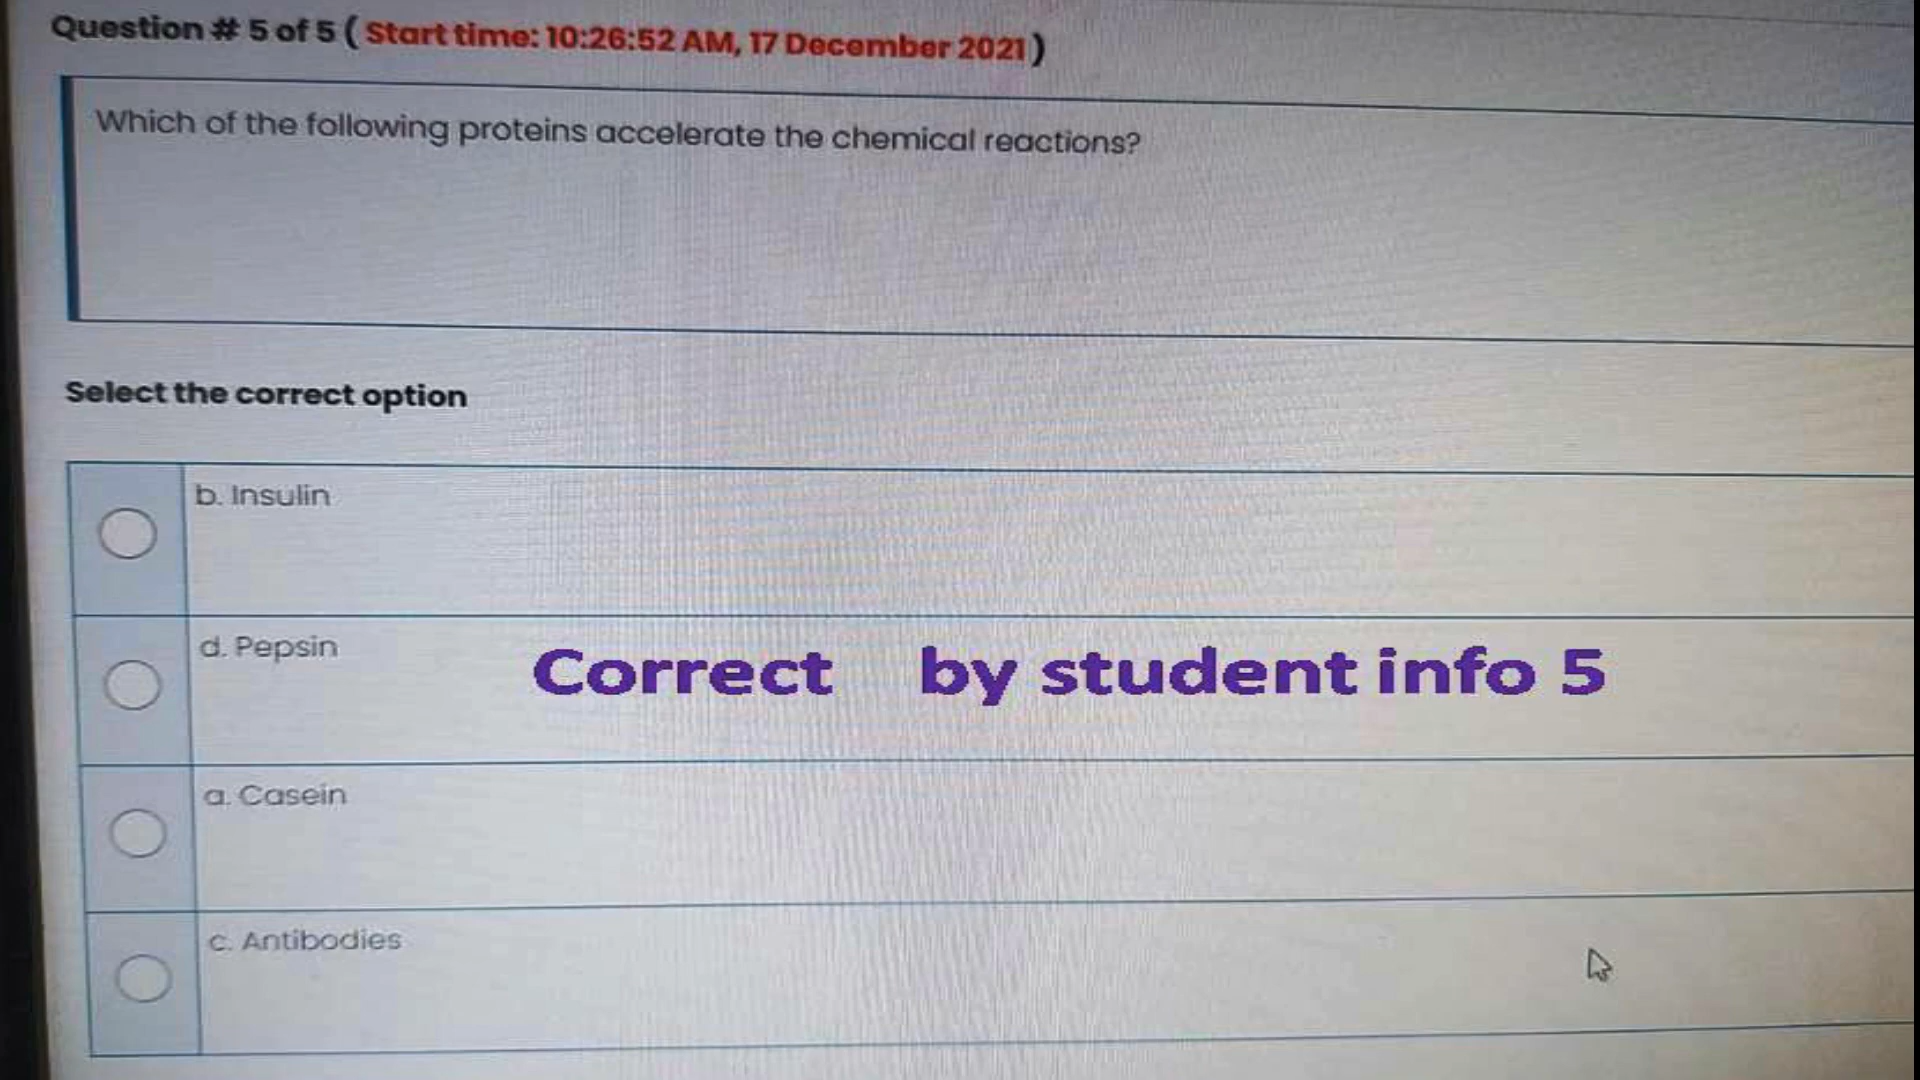 Question # 5 of 5 ( Start time: 10:26:52 AM, 17 December 2021 )
Which of the following proteins accelerate the chemical reactions?
Select the correct option
b. Insulin
d. Pepsin
Correct by student info 5
a. Casein
c. Antibodies